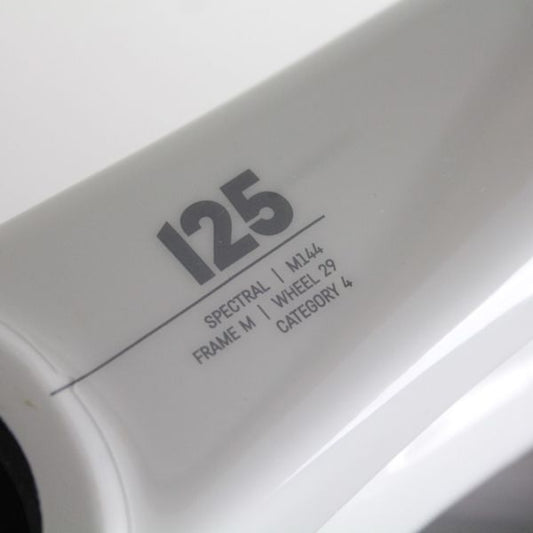 125
SPECTRAL | M144
FRAME M | WHEEL 29
CATEGORY 4